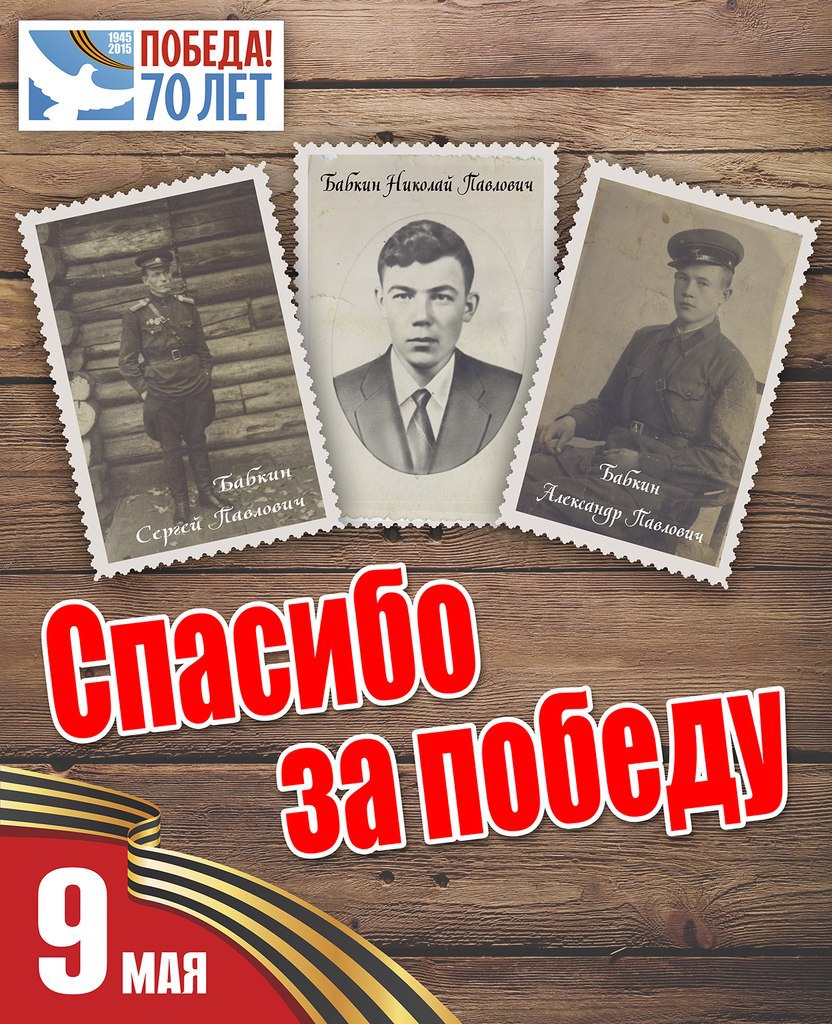 1945
2015
ПОБЕДА!
70 ЛЕТ
Бабкин Николай Павлович
Бабкин
Сергей Павлович
Бабкин
Александр Павлович
Спасибо
за победу
9 МАЯ